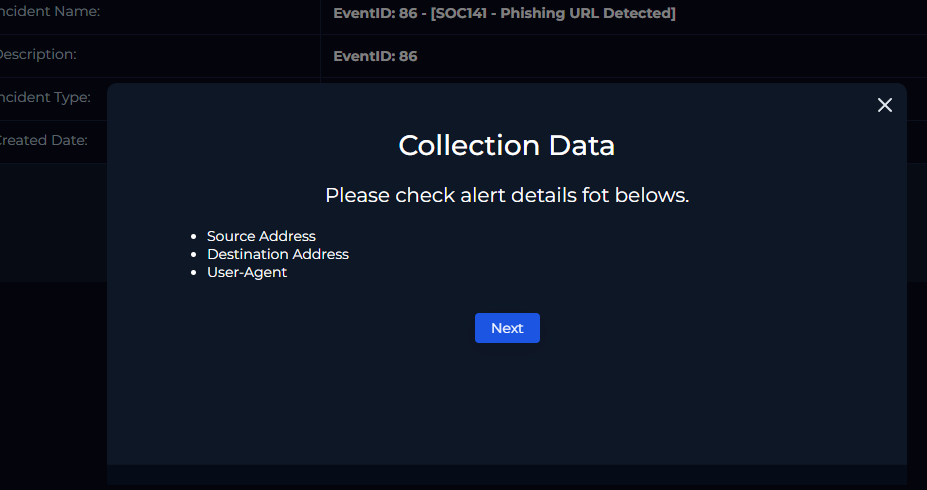 ncident Name:
EventID: 86 - [SOC141 - Phishing URL Detected]
Description:
EventID: 86
ncident Type:
Created Date:
Collection Data
Please check alert details fot belows.
• Source Address
• Destination Address
• User-Agent
Next